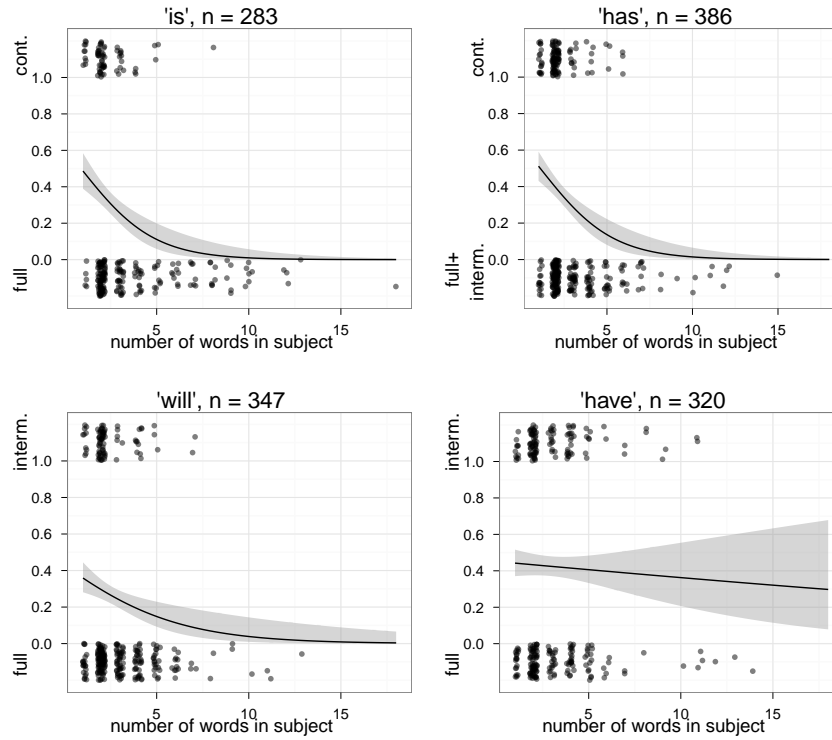 'is', n = 283
cont.
1.0
0.8
0.6
0.4
0.2
0.0
full
5
10
15
number of words in subject
'has', n = 386
cont.
1.0
0.8
0.6
0.4
0.2
0.0
full+
interm.
5
10
15
number of words in subject
'will', n = 347
interm.
1.0
0.8
0.6
0.4
0.2
0.0
full
5
10
15
number of words in subject
'have', n = 320
interm.
1.0
0.8
0.6
0.4
0.2
0.0
full
5
10
15
number of words in subject